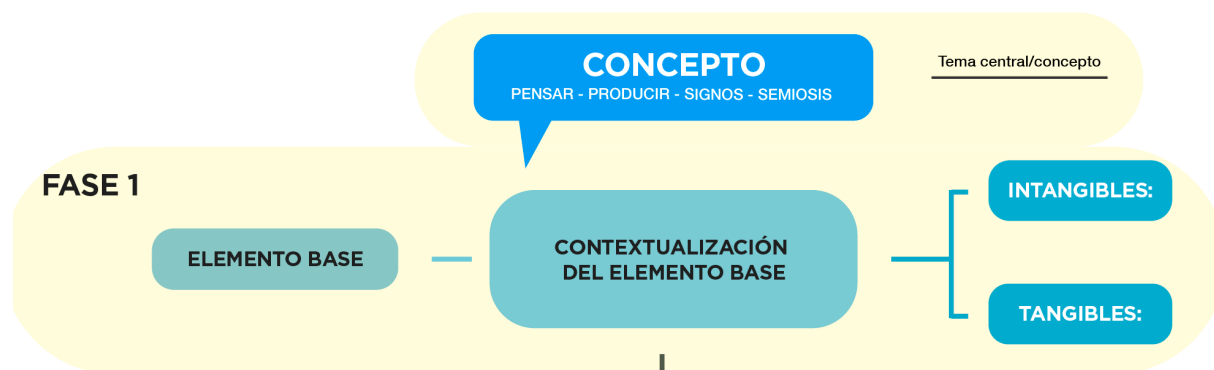 CONCEPTO
PENSAR - PRODUCIR - SIGNOS - SEMIOSIS
Tema central/concepto
FASE 1
ELEMENTO BASE
CONTEXTUALIZACIÓN
DEL ELEMENTO BASE
INTANGIBLES:
TANGIBLES: